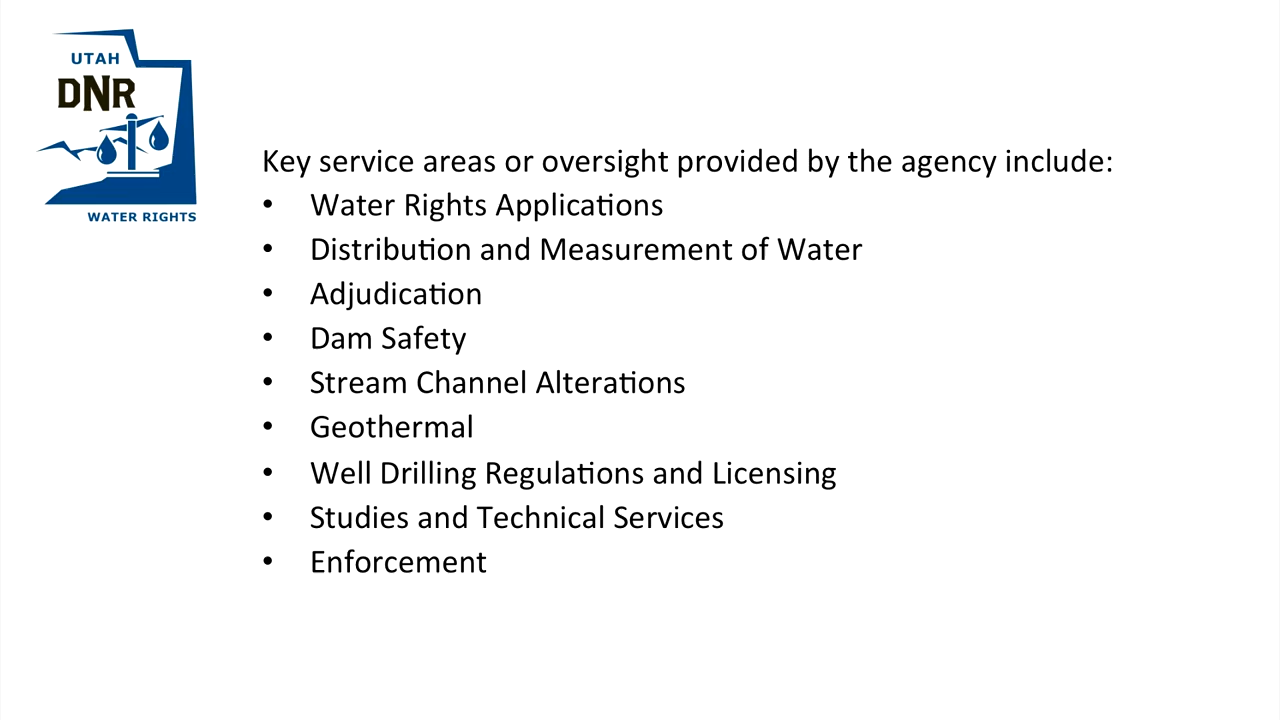 UTAH
DNR
WATER RIGHTS
Key service areas or oversight provided by the agency include:
• Water Rights Applications
• Distribution and Measurement of Water
• Adjudication
• Dam Safety
• Stream Channel Alterations
• Geothermal
• Well Drilling Regulations and Licensing
• Studies and Technical Services
• Enforcement